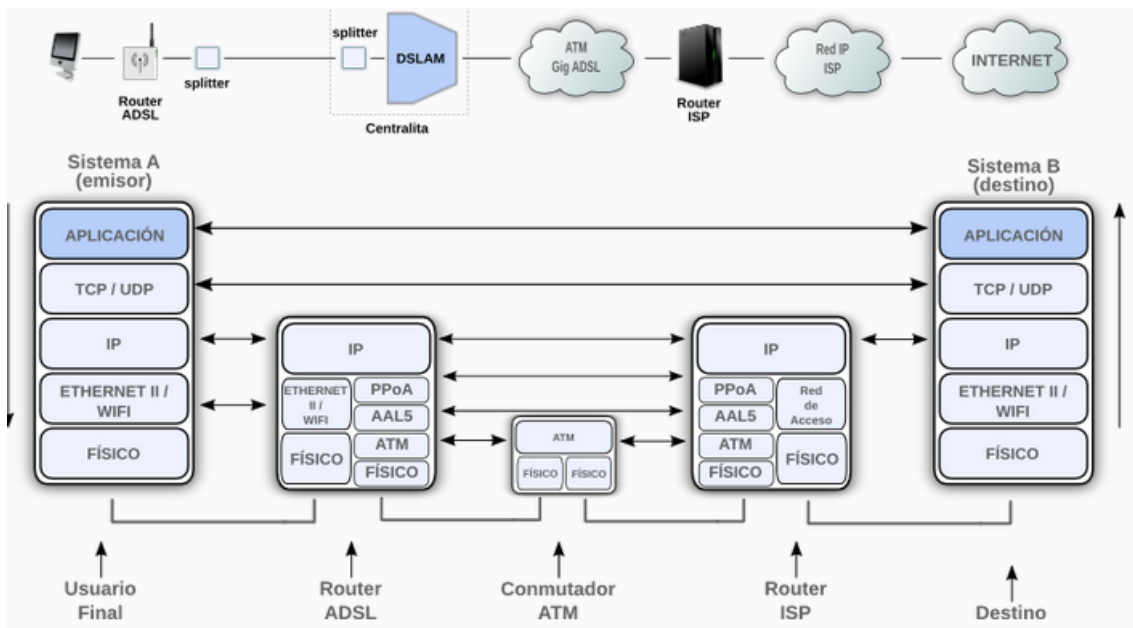 splitter
DSLAM
ATM
Gig ADSL
Red IP
ISP
INTERNET
Router
ADSL
splitter
Router
ISP
Centralita
Sistema A
(emisor)
Sistema B
(destino)
APLICACIÓN
TCP / UDP
IP
ETHERNET II /
WIFI
FÍSICO
IP
ETHERNET
II /
WIFI
FÍSICO
PPoA
AAL5
ATM
FÍSICO
ATM
FÍSICO
FÍSICO
IP
PPoA
AAL5
ATM
FÍSICO
Red
de
Acceso
FÍSICO
APLICACIÓN
TCP / UDP
IP
ETHERNET II /
WIFI
FÍSICO
Usuario
Final
Router
ADSL
Conmutador
ATM
Router
ISP
Destino